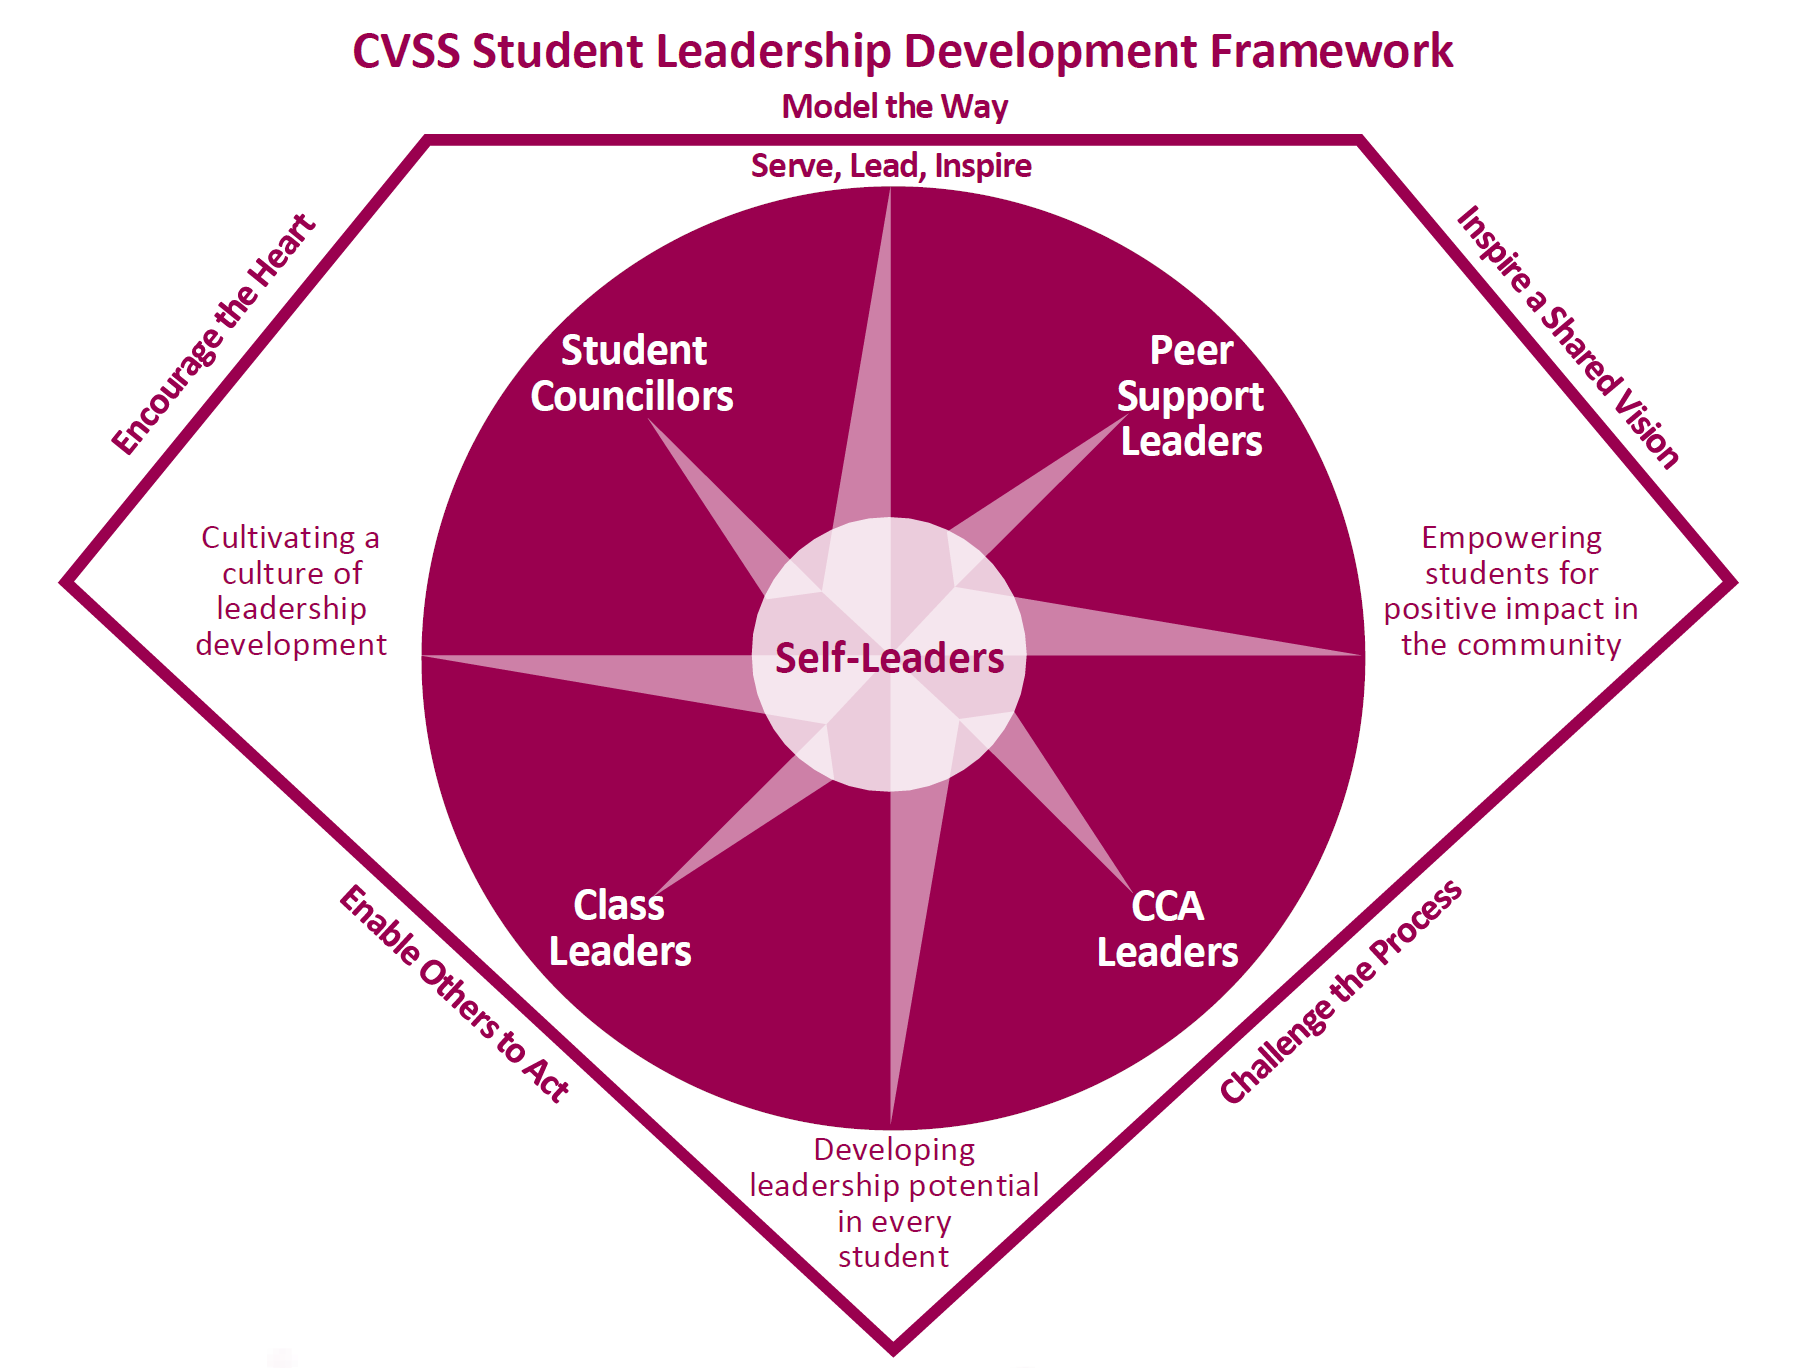 CVSS Student Leadership Development Framework
Model the Way
Serve, Lead, Inspire
Encourage the Heart
Inspire a Shared Vision
Student
Councillors
Peer
Support
Leaders
Cultivating a
culture of
leadership
development
Self-Leaders
Empowering
students for
positive impact in
the community
Class
Leaders
CCA
Leaders
Enable Others to Act
Challenge the Process
Developing
leadership potential
in every
student